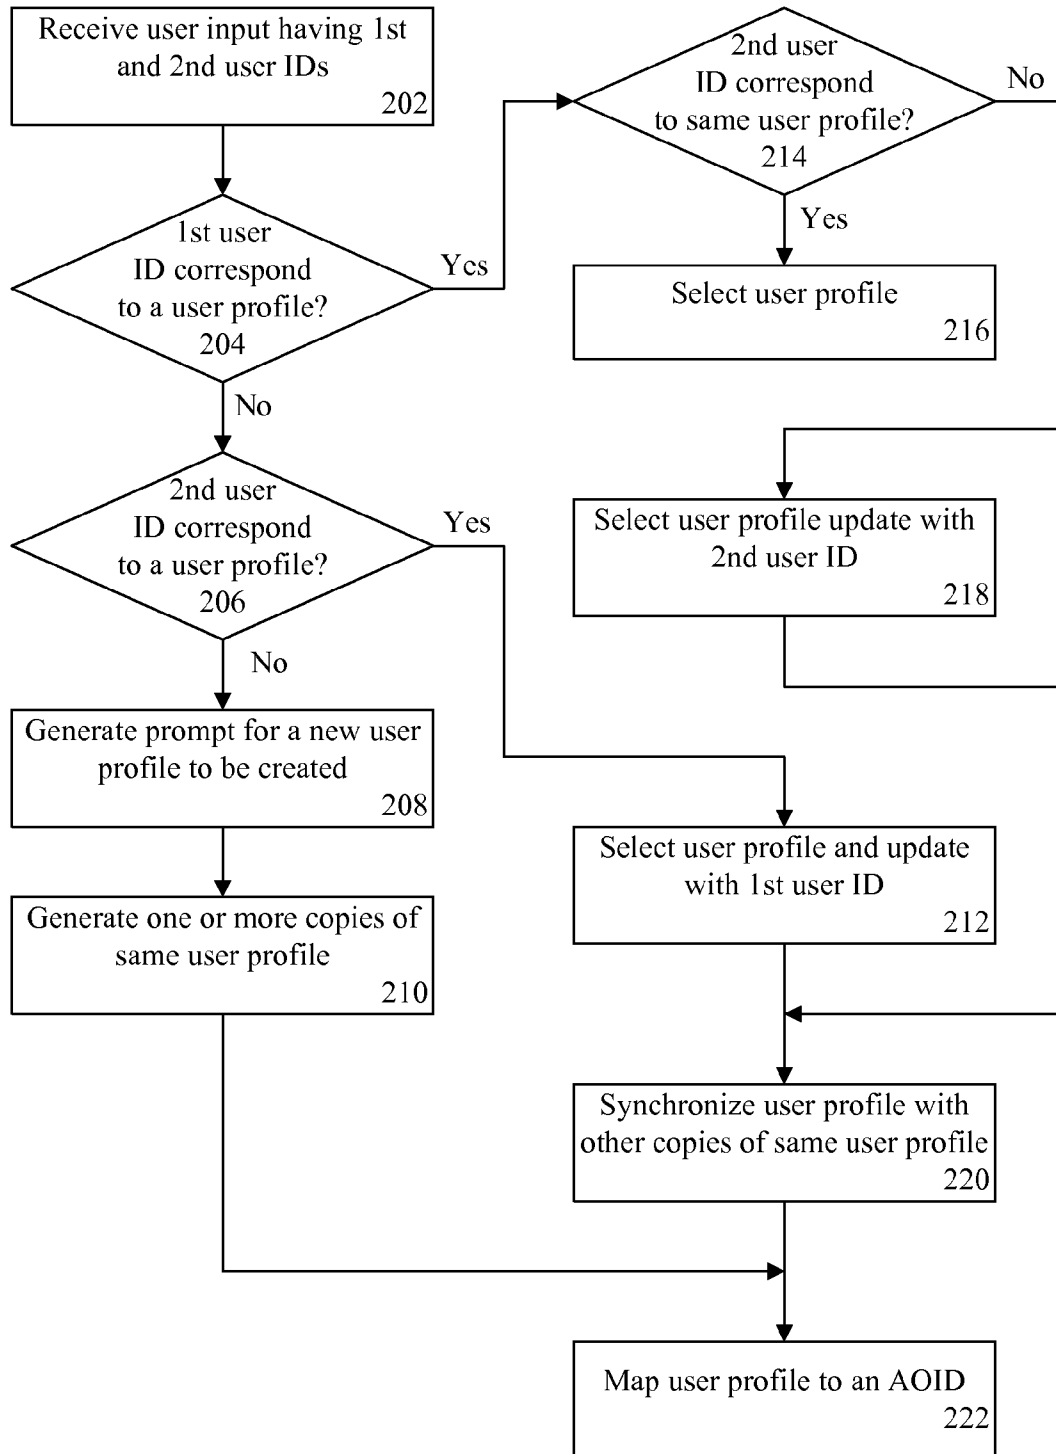 Receive user input having 1st
and 2nd user IDs
202
1st user
ID correspond
to a user profile?
204
Yes
No
2nd user
ID correspond
to a user profile?
206
Yes
No
Generate prompt for a new user
profile to be created
208
Generate one or more copies of
same user profile
210
2nd user
ID correspond
to same user profile?
214
No
Yes
Select user profile
216
Select user profile update with
2nd user ID
218
Select user profile and update
with 1st user ID
212
Synchronize user profile with
other copies of same user profile
220
Map user profile to an AOID
222